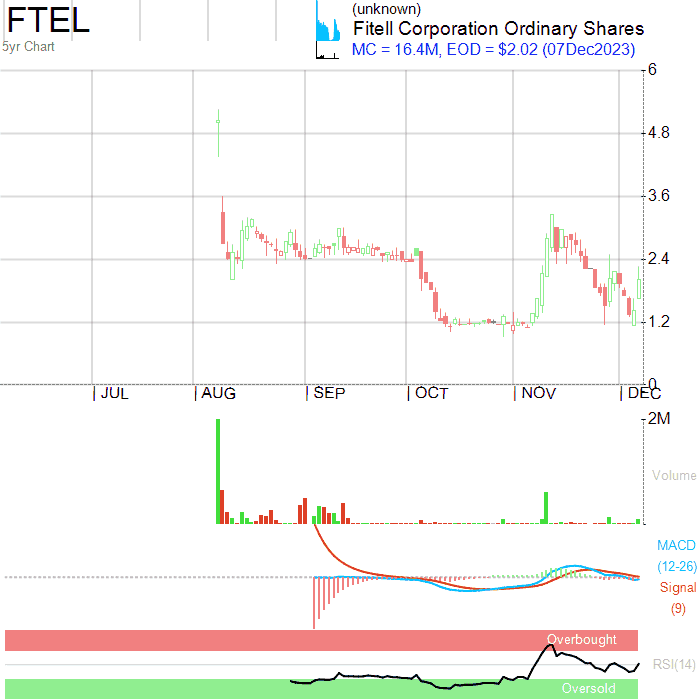 FTEL
5yr Chart
(unknown)
Fitell Corporation Ordinary Shares
MC = 16.4M, EOD = $2.02 (07Dec2023)
6
4.8
3.6
2.4
1.2
0
JUL AUG SEP OCT NOV DEC
2M
Volume
MACD
(12-26)
Signal
(9)
Overbought
RSI(14)
Oversold